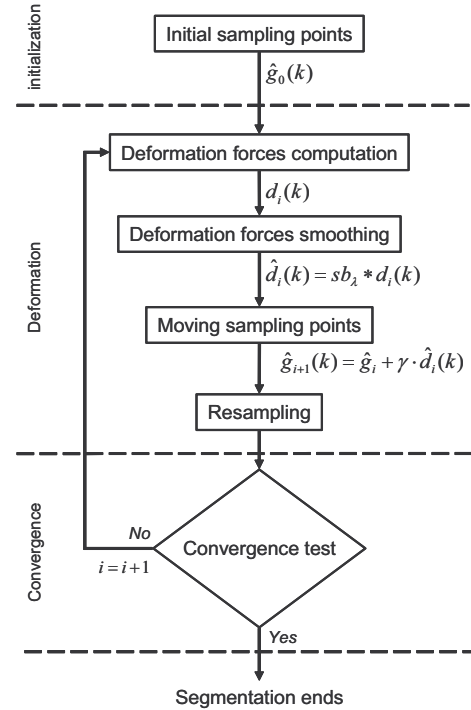 initialization
Initial sampling points
ĝ₀(k)
Deformation
Deformation forces computation
dᵢ(k)
Deformation forces smoothing
d̂ᵢ(k) = sb_λ * dᵢ(k)
Moving sampling points
ĝᵢ₊₁(k) = ĝᵢ + γ · d̂ᵢ(k)
Resampling
Convergence
Convergence test
No
i = i + 1
Yes
Segmentation ends